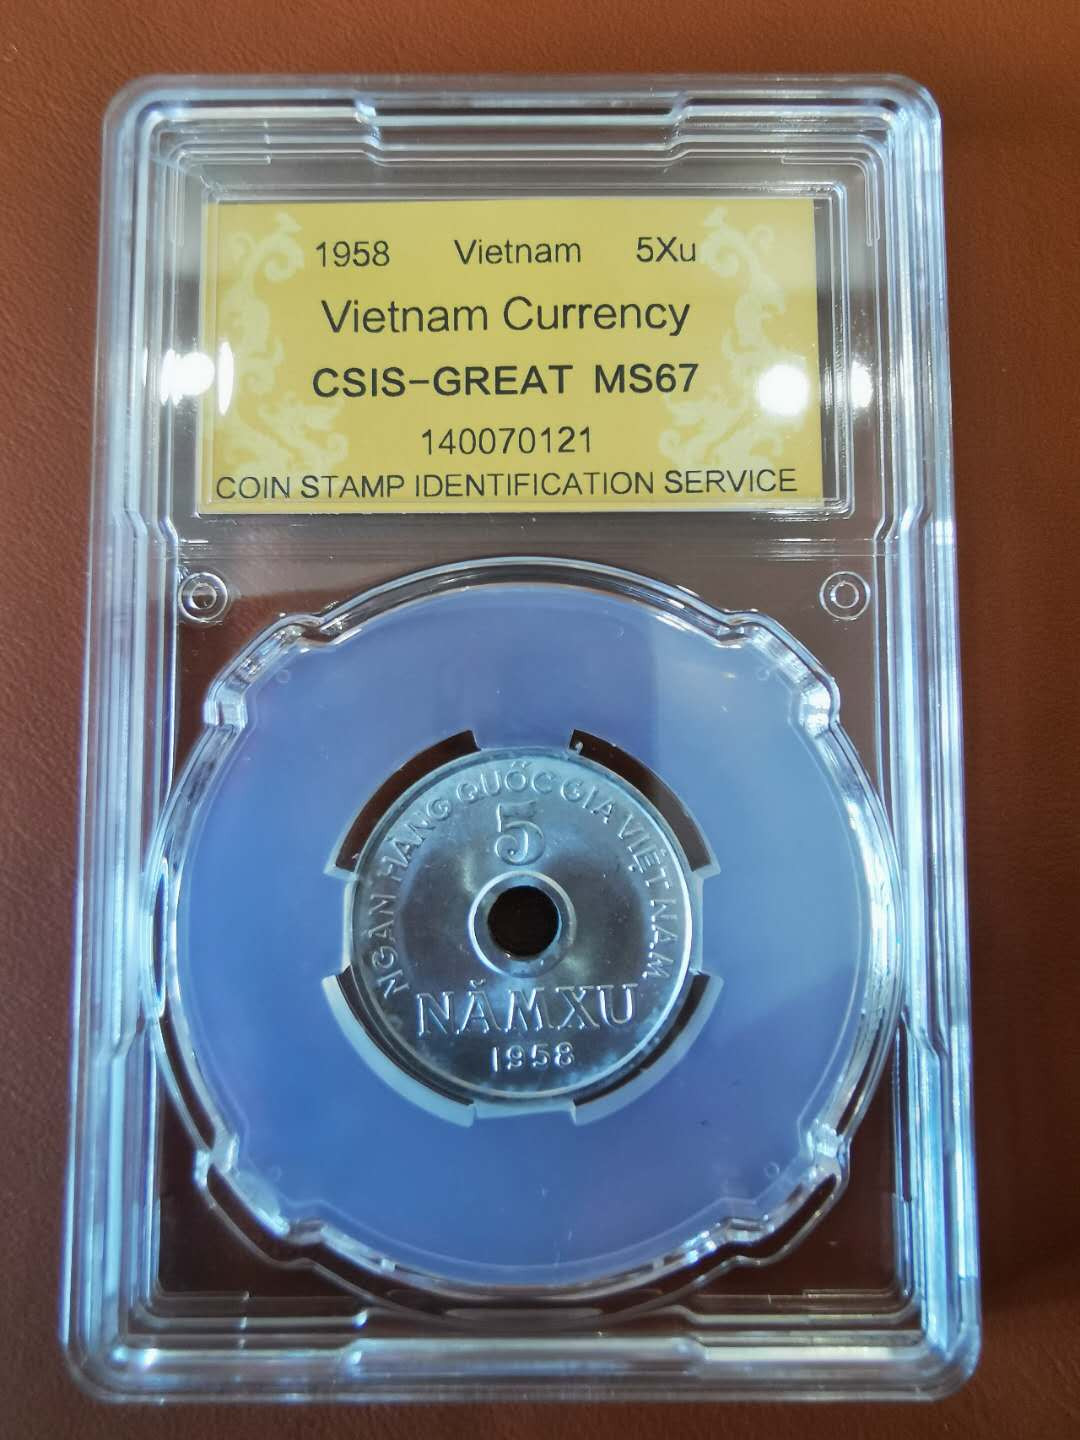 1958 Vietnam 5Xu
Vietnam Currency
CSIS-GREAT MS67
140070121
COIN STAMP IDENTIFICATION SERVICE
NGÂN HÀNG QUỐC GIA VIỆT NAM
5
NĂM XU
1958